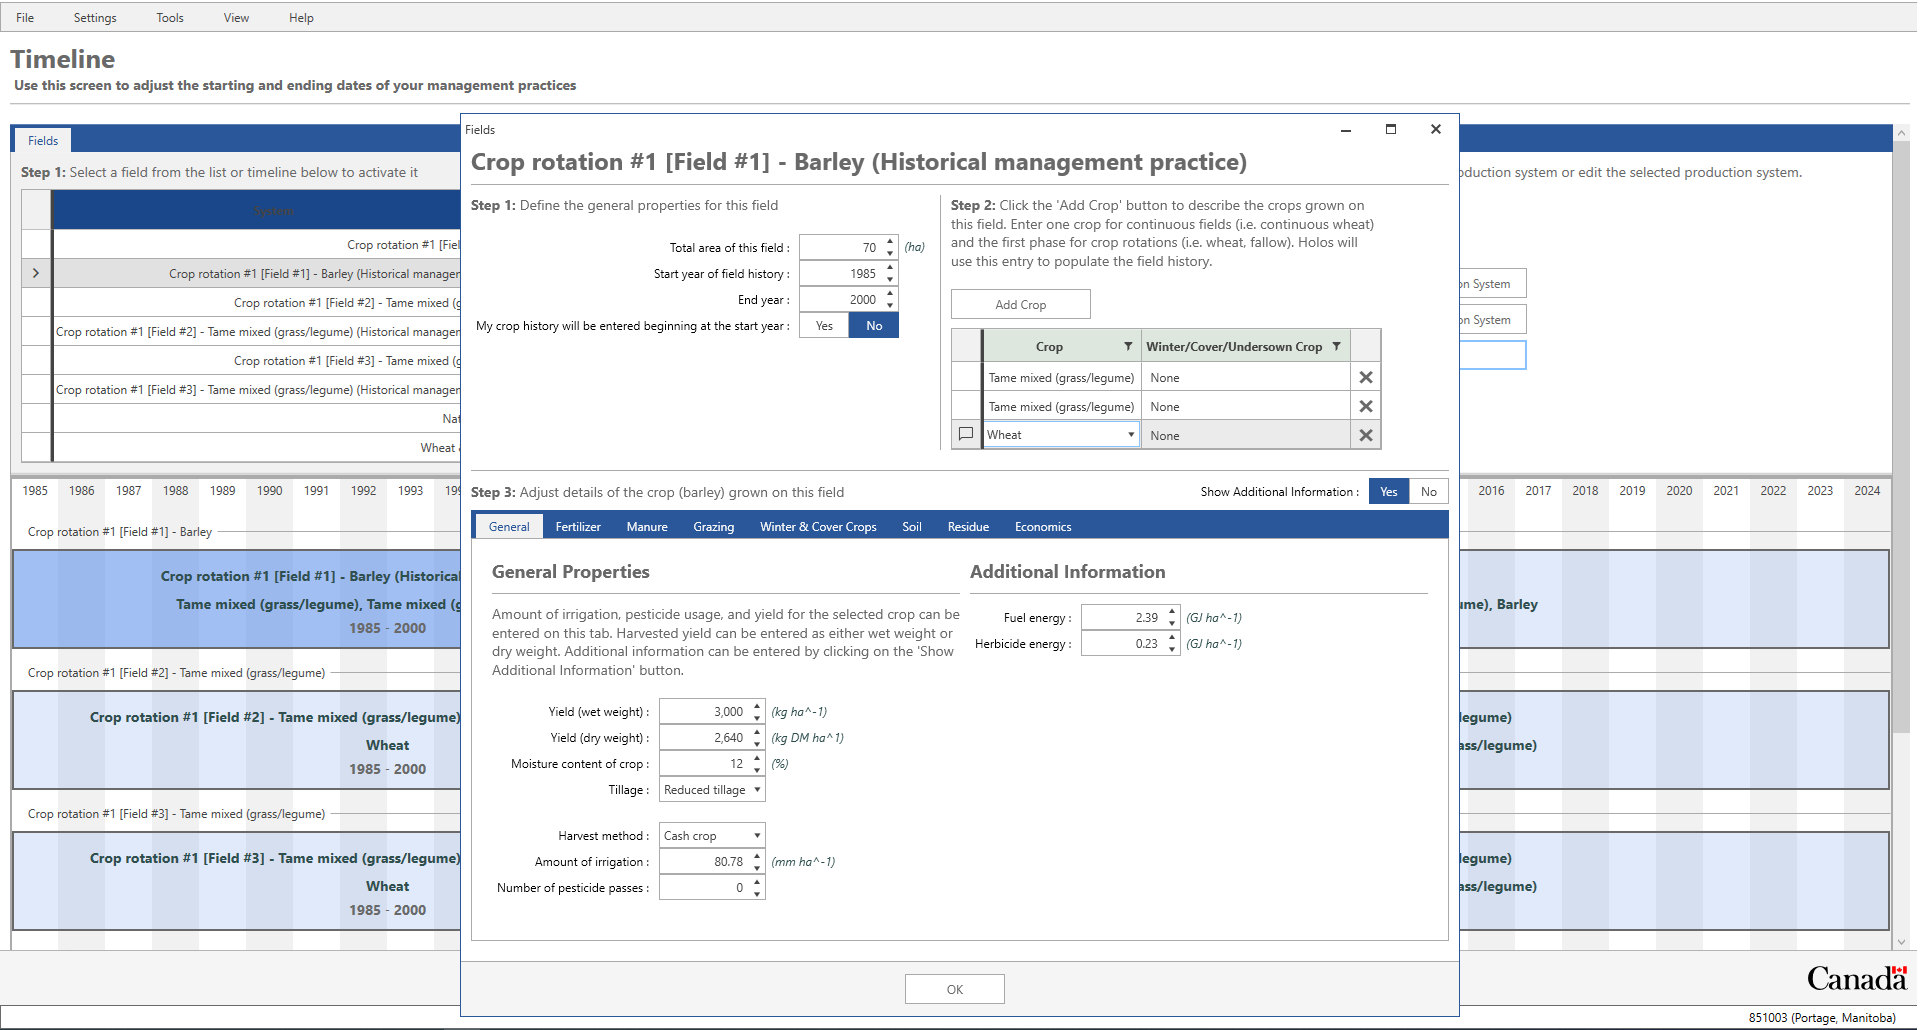 File Settings Tools View Help
Timeline
Use this screen to adjust the starting and ending dates of your management practices
Fields
Step 1: Select a field from the list or timeline below to activate it
System
Crop rotation #1 [Fiel
Crop rotation #1 [Field #1] - Barley (Historical manager
Crop rotation #1 [Field #2] - Tame mixed (g
Crop rotation #1 [Field #2] - Tame mixed (grass/legume) (Historical manager
Crop rotation #1 [Field #3] - Tame mixed (g
Crop rotation #1 [Field #3] - Tame mixed (grass/legume) (Historical manager
Nat
Wheat
oduction system or edit the selected production system.
on System
on System
Fields
Crop rotation #1 [Field #1] - Barley (Historical management practice)
Step 1: Define the general properties for this field
Total area of this field : 70 (ha)
Start year of field history : 1985
End year : 2000
My crop history will be entered beginning at the start year : Yes No
Step 2: Click the 'Add Crop' button to describe the crops grown on
this field. Enter one crop for continuous fields (i.e. continuous wheat)
and the first phase for crop rotations (i.e. wheat, fallow). Holos will
use this entry to populate the field history.
Add Crop
Crop Winter/Cover/Undersown Crop
Tame mixed (grass/legume) None
Tame mixed (grass/legume) None
Wheat None
Step 3: Adjust details of the crop (barley) grown on this field
Show Additional Information : Yes No
General Fertilizer Manure Grazing Winter & Cover Crops Soil Residue Economics
General Properties
Amount of irrigation, pesticide usage, and yield for the selected crop can be
entered on this tab. Harvested yield can be entered as either wet weight or
dry weight. Additional information can be entered by clicking on the 'Show
Additional Information' button.
Yield (wet weight) : 3,000 (kg ha^-1)
Yield (dry weight) : 2,640 (kg DM ha^1)
Moisture content of crop : 12 (%)
Tillage : Reduced tillage
Harvest method : Cash crop
Amount of irrigation : 80.78 (mm ha^-1)
Number of pesticide passes : 0
Additional Information
Fuel energy : 2.39 (GJ ha^-1)
Herbicide energy : 0.23 (GJ ha^-1)
OK
1985 1986 1987 1988 1989 1990 1991 1992 1993 199
2016 2017 2018 2019 2020 2021 2022 2023 2024
Crop rotation #1 [Field #1] - Barley
Crop rotation #1 [Field #1] - Barley (Historical
Tame mixed (grass/legume), Tame mixed (g
1985 - 2000
ume), Barley
Crop rotation #1 [Field #2] - Tame mixed (grass/legume)
Crop rotation #1 [Field #2] - Tame mixed (grass/legume)
Wheat
1985 - 2000
legume)
ass/legume)
Crop rotation #1 [Field #3] - Tame mixed (grass/legume)
Crop rotation #1 [Field #3] - Tame mixed (grass/legume)
Wheat
1985 - 2000
legume)
ass/legume)
Canada
851003 (Portage, Manitoba)